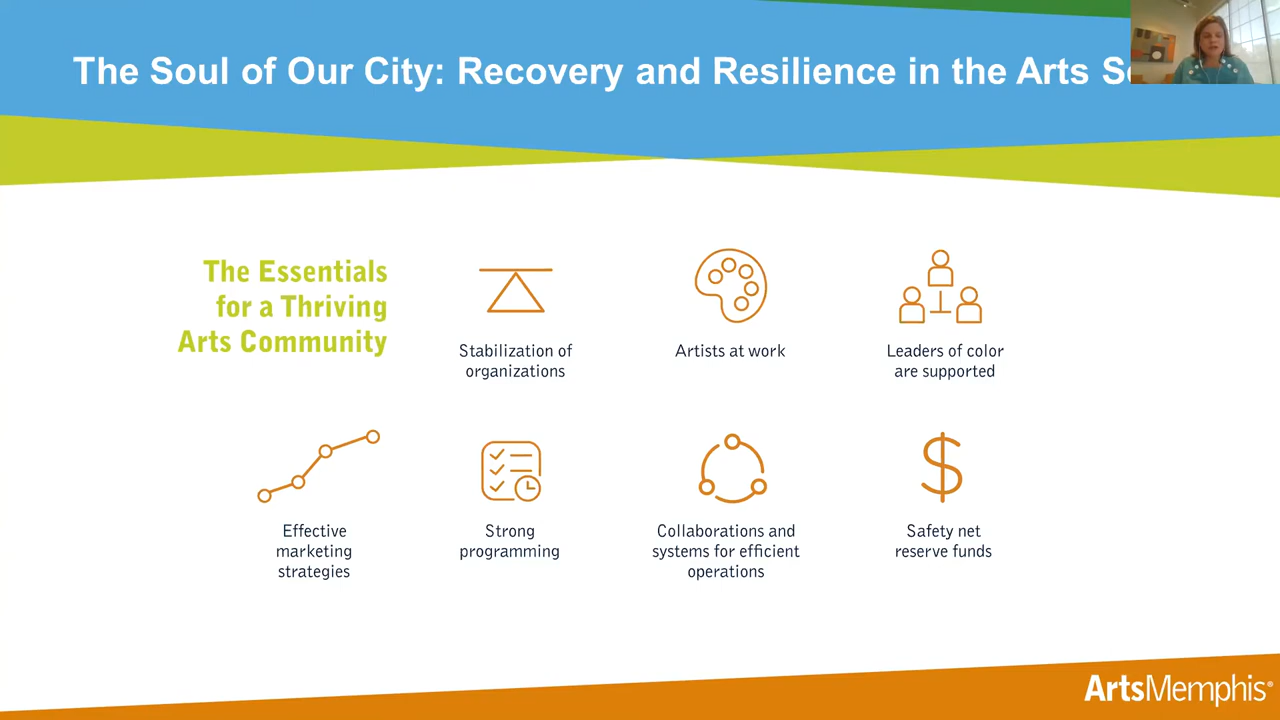 The Soul of Our City: Recovery and Resilience in the Arts
The Essentials
for a Thriving
Arts Community
Stabilization of
organizations
Artists at work
Leaders of color
are supported
Effective
marketing
strategies
Strong
programming
Collaborations and
systems for efficient
operations
$
Safety net
reserve funds
ArtsMemphis®